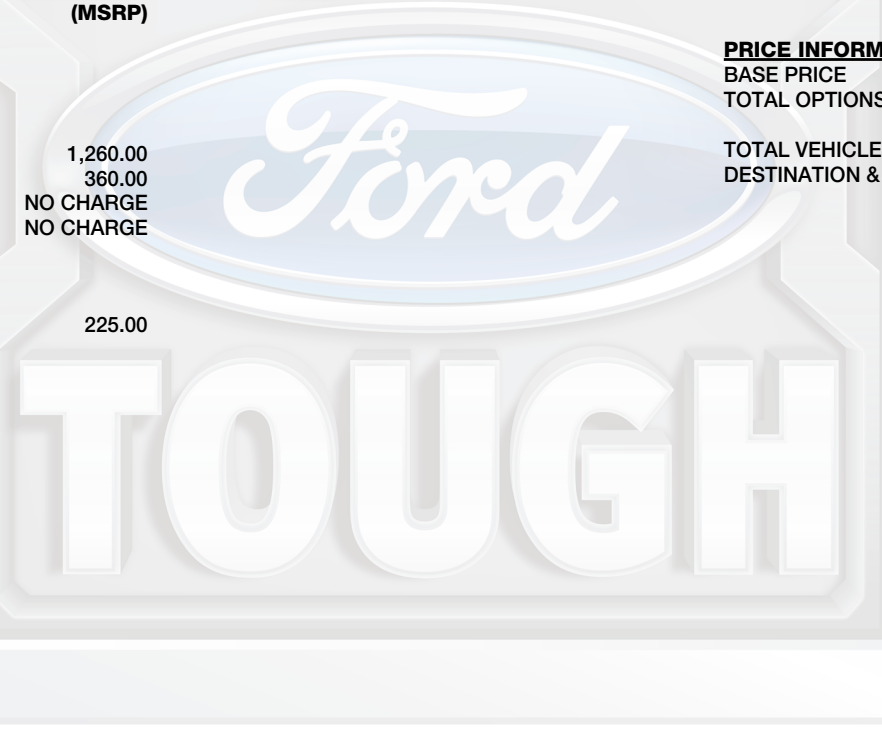 (MSRP)
1,260.00
360.00
NO CHARGE
NO CHARGE
225.00
PRICE INFORM
BASE PRICE
TOTAL OPTIONS
TOTAL VEHICLE
DESTINATION &
Ford
TOUGH